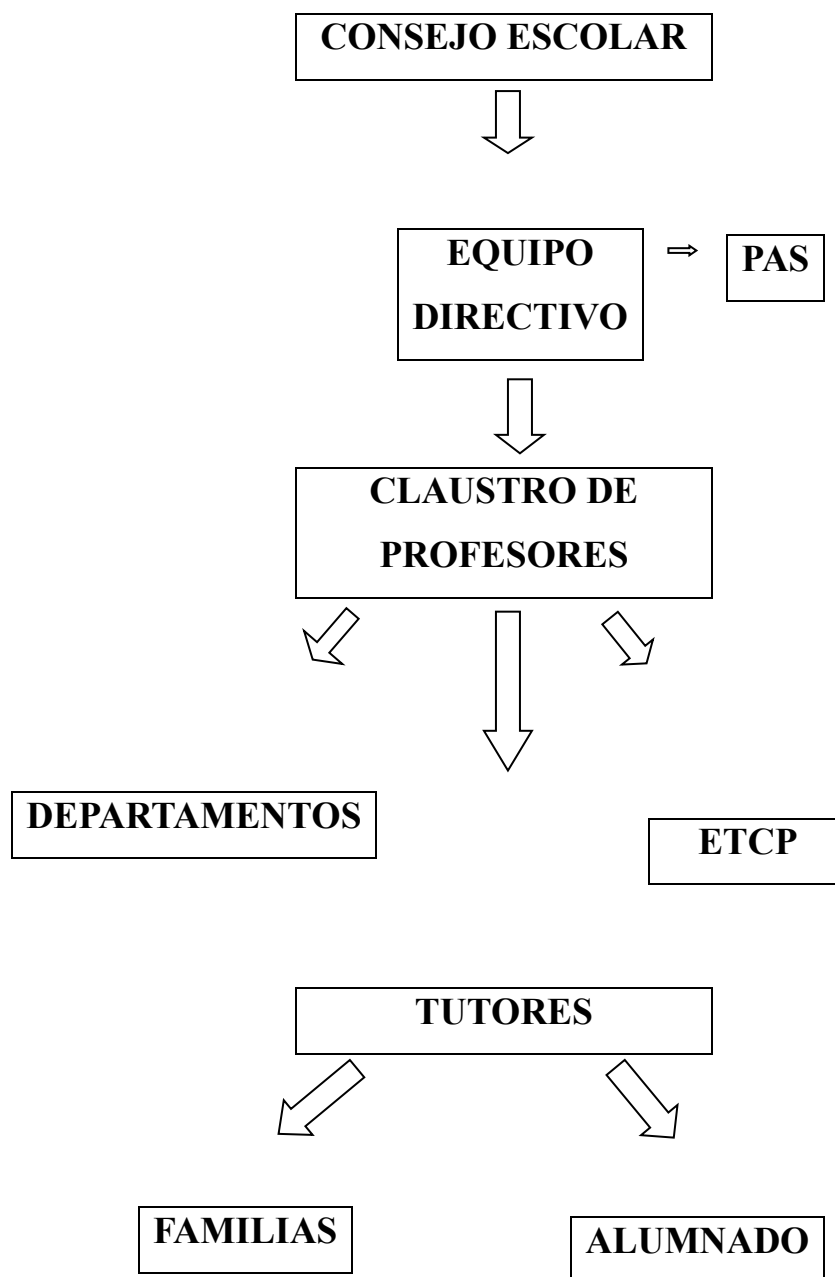 CONSEJO ESCOLAR
EQUIPO
DIRECTIVO
PAS
CLAUSTRO DE
PROFESORES
DEPARTAMENTOS
ETCP
TUTORES
FAMILIAS
ALUMNADO